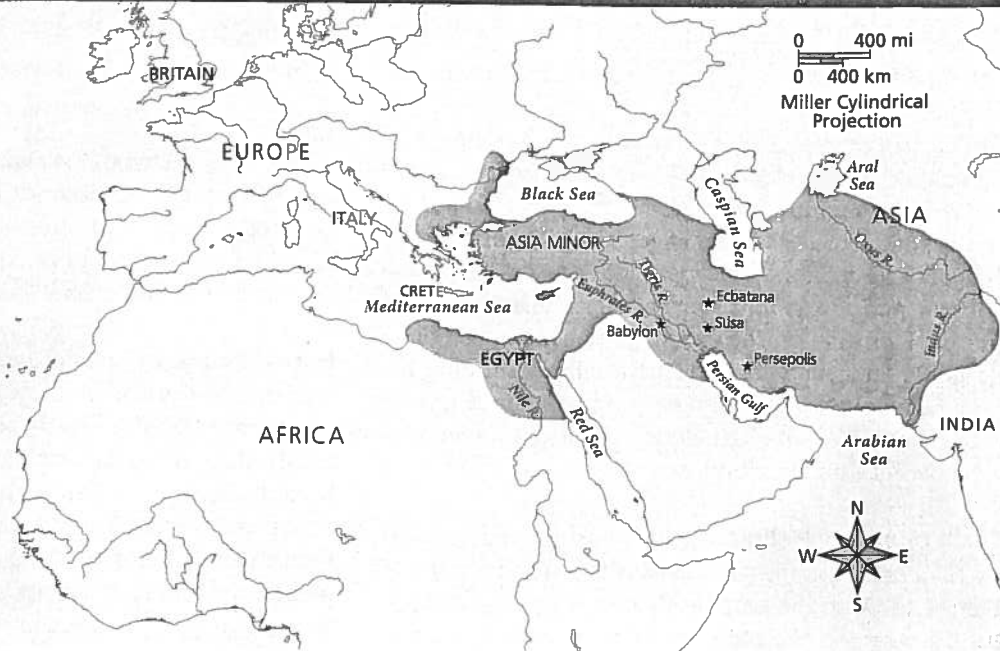 0 400 mi
0 400 km
Miller Cylindrical
Projection
BRITAIN
EUROPE
ITALY
Black Sea
Caspian Sea
Aral
Sea
ASIA
Oxus R.
ASIA MINOR
CRETE
Mediterranean Sea
Euphrates R.
Tigris R.
Ecbatana
Susa
Babylon
Persepolis
Indus R.
EGYPT
Nile R.
Persian Gulf
Red Sea
AFRICA
Arabian
Sea
INDIA
N
W E
S